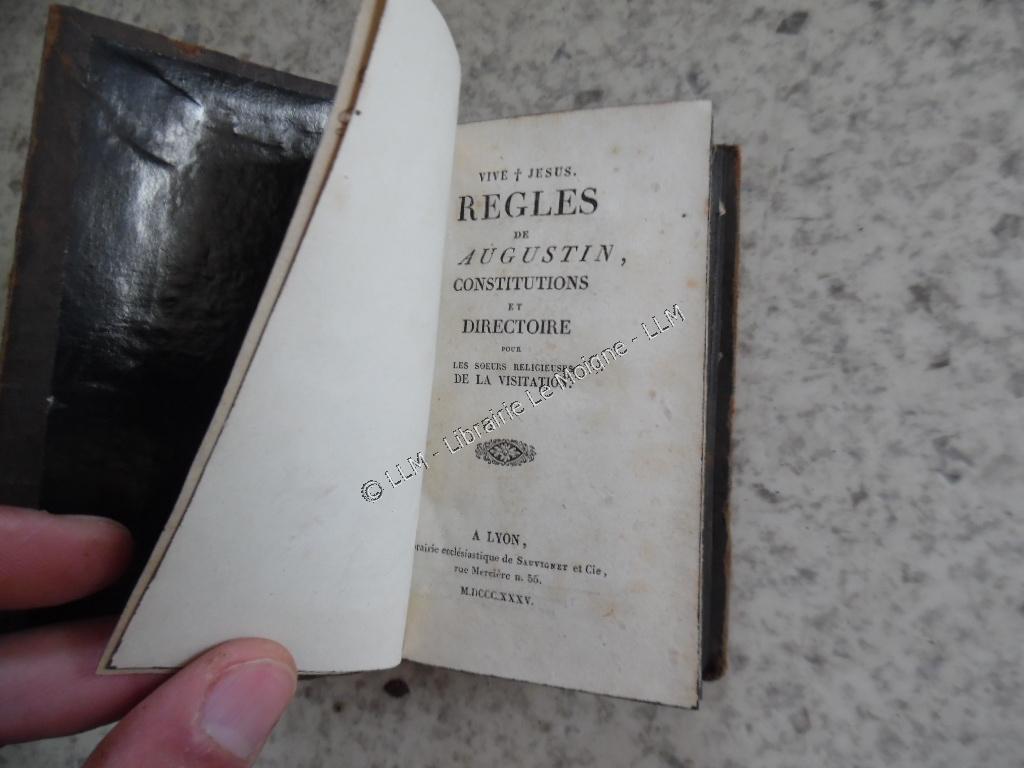 VIVE † JESUS.
REGLES
DE
AUGUSTIN,
CONSTITUTIONS
ET
DIRECTOIRE
POUR
LES SOEURS RELIGIEUSES
DE LA VISITATION
A LYON,
rairie ecclésiastique de SAUVIGNET et Cie,
rue Mercière n. 55.
M.DCCC.XXXV.
© LLM - Librairie Le Moigne - LLM